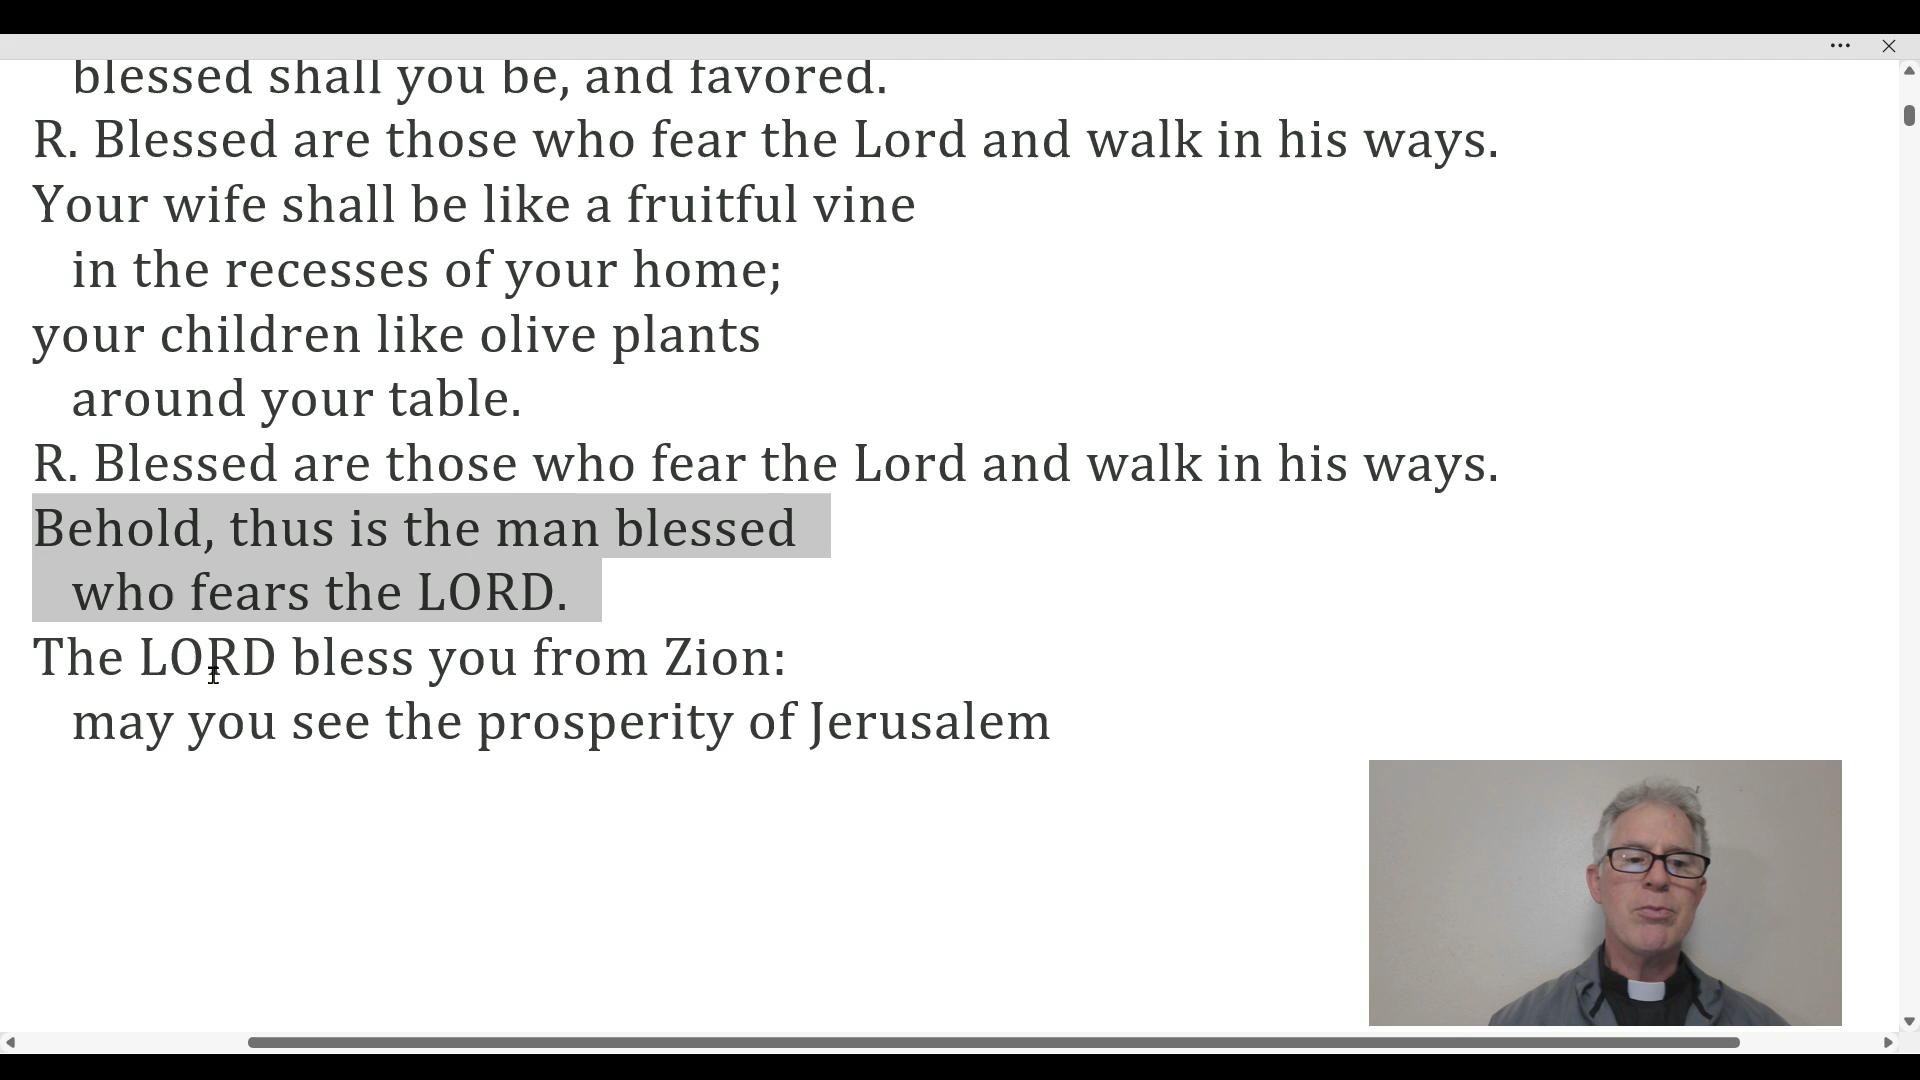 blessed shall you be, and favored.
R. Blessed are those who fear the Lord and walk in his ways.
Your wife shall be like a fruitful vine
in the recesses of your home;
your children like olive plants
around your table.
R. Blessed are those who fear the Lord and walk in his ways.
Behold, thus is the man blessed
who fears the LORD.
The LORD bless you from Zion:
may you see the prosperity of Jerusalem